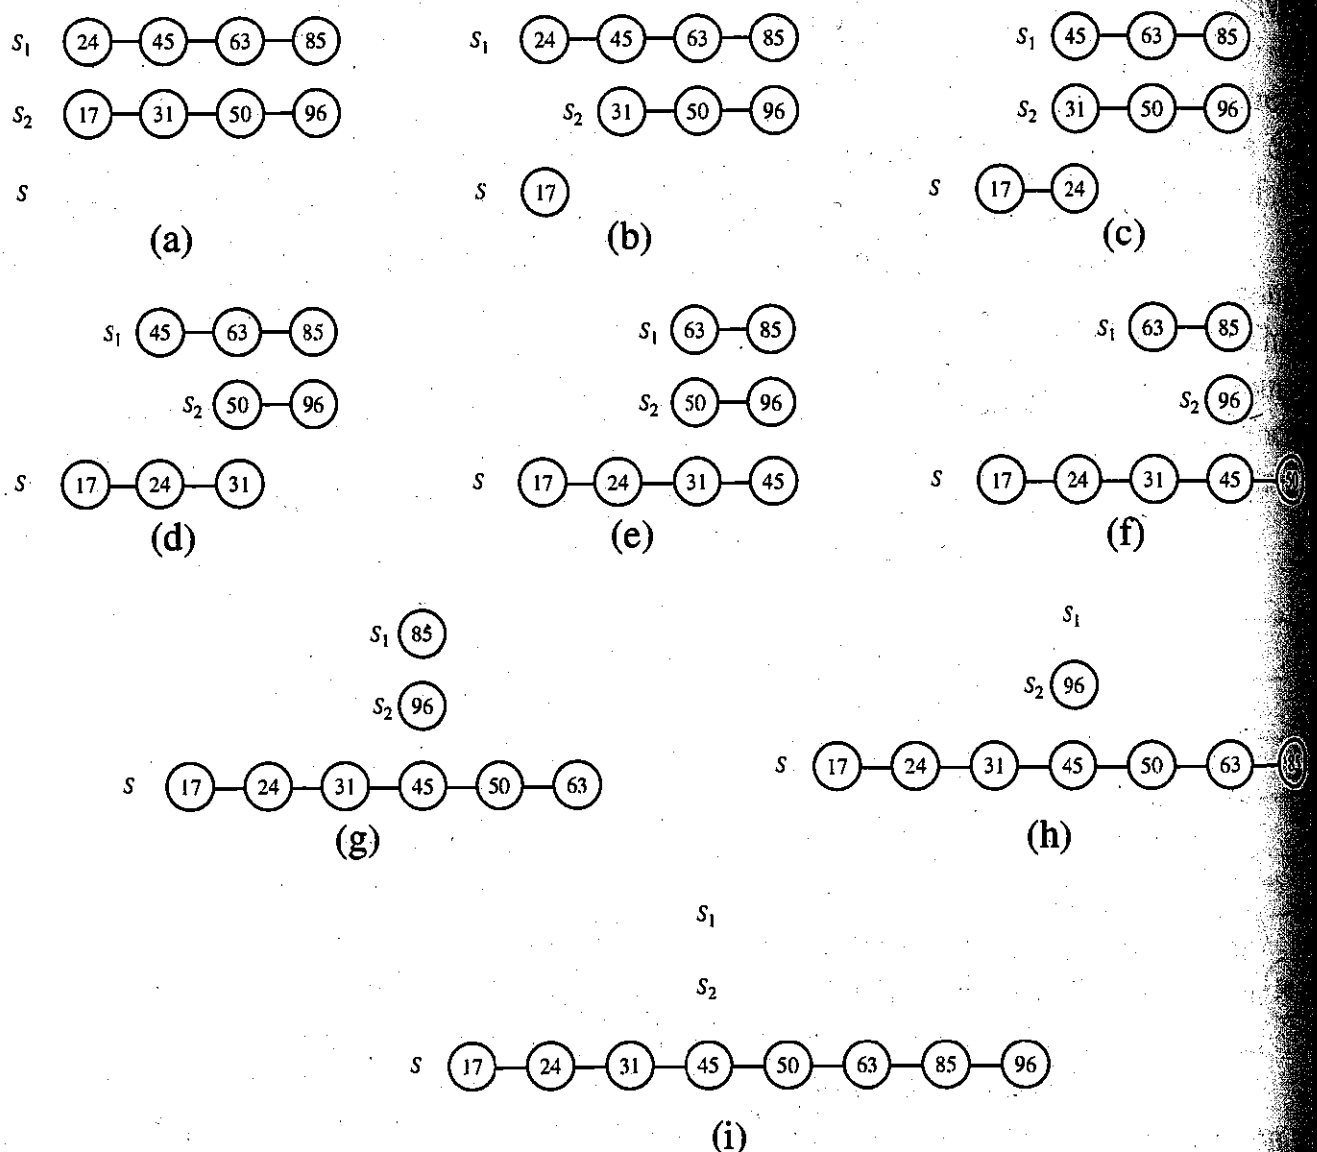 S1 24 45 63 85
S2 17 31 50 96
S
(a)
S1 24 45 63 85
S2 31 50 96
S 17
(b)
S1 45 63 85
S2 31 50 96
S 17 24
(c)
S1 45 63 85
S2 50 96
S 17 24 31
(d)
S1 63 85
S2 50 96
S 17 24 31 45
(e)
S1 63 85
S2 96
S 17 24 31 45 50
(f)
S1 85
S2 96
S 17 24 31 45 50 63
(g)
S1
S2 96
S 17 24 31 45 50 63 85
(h)
S1
S2
S 17 24 31 45 50 63 85 96
(i)